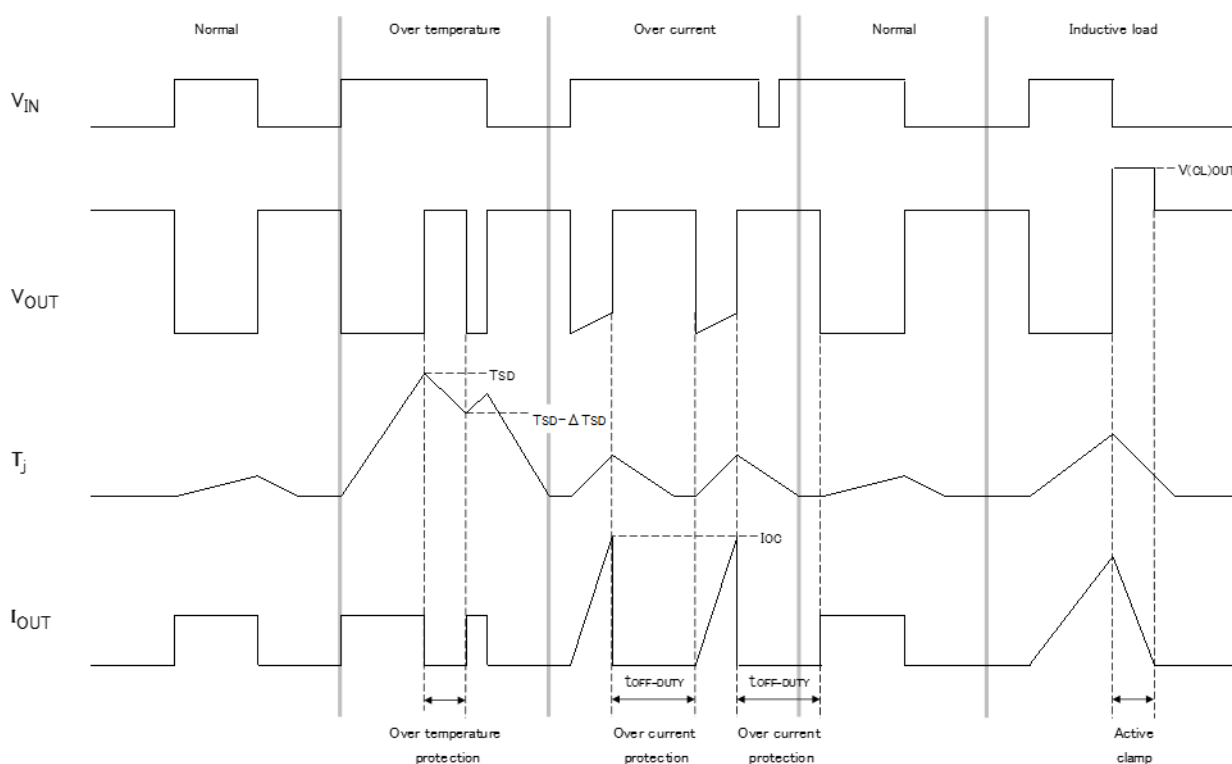 Normal
Over temperature
Over current
Normal
Inductive load
VIN
V(CL)OUT
VOUT
TSD
TSD-Δ TSD
Tj
IOC
IOUT
tOFF-DUTY
tOFF-DUTY
Over temperature
protection
Over current
protection
Over current
protection
Active
clamp